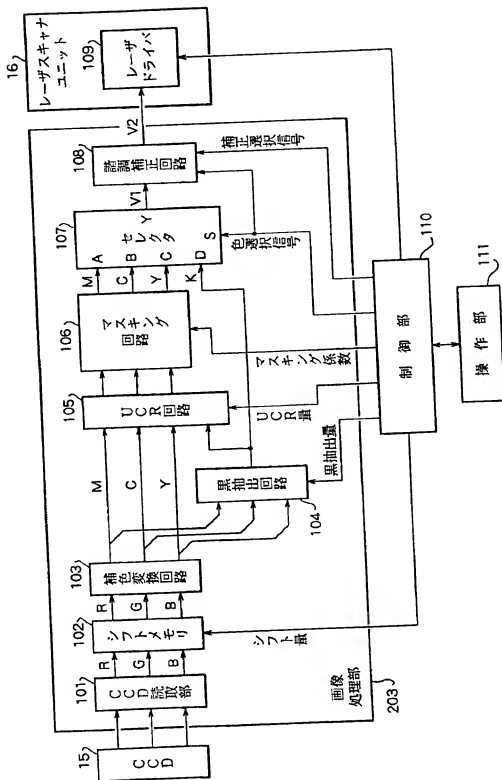 16
レーザスキャナ
ユニット
109
レーザ
ドライバ
V2
108
諧調補正回路
補正選択信号
V1
107
セレクタ
A
B
C
D
Y
S
M
C
Y
K
色選択信号
106
マスキング
回路
マスキング係数
105
UCR回路
UCR量
M
C
Y
黒抽出回路
104
黒抽出量
103
補色変換回路
R
G
B
102
シフトメモリ
シフト量
R
G
B
101
CCD読取部
15
CCD
画像
処理部
203
110
制御部
111
操作部